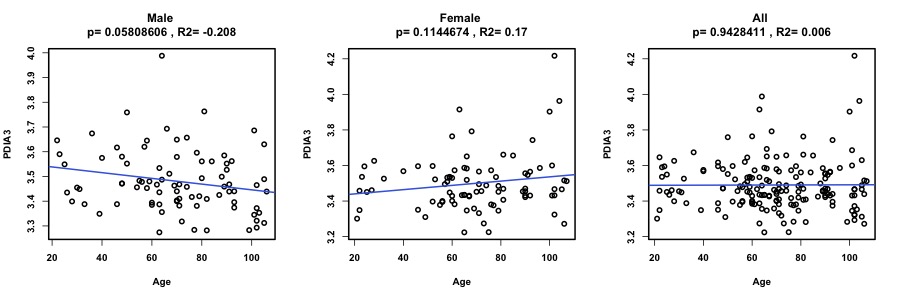 Male
p= 0.05808606 , R2= -0.208
PDIA3
4.0
3.9
3.8
3.7
3.6
3.5
3.4
3.3
20 40 60 80 100
Age
Female
p= 0.1144674 , R2= 0.17
PDIA3
4.2
4.0
3.8
3.6
3.4
3.2
20 40 60 80 100
Age
All
p= 0.9428411 , R2= 0.006
PDIA3
4.2
4.0
3.8
3.6
3.4
3.2
20 40 60 80 100
Age